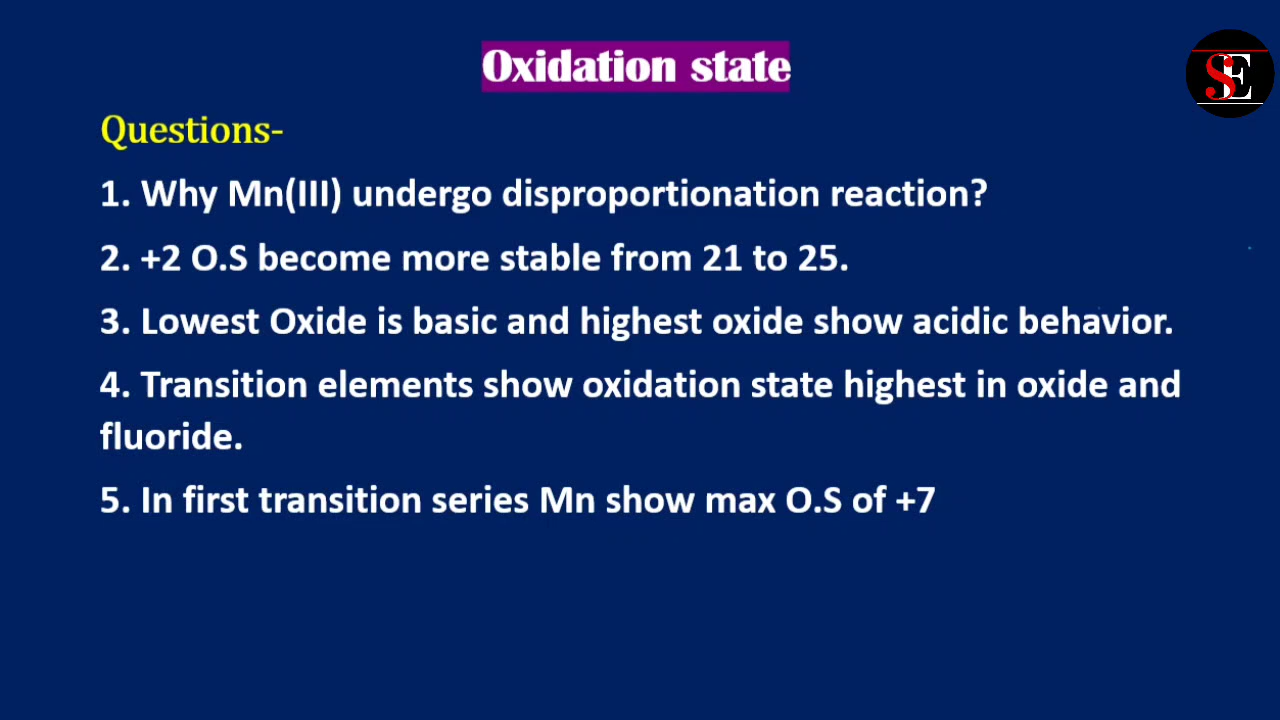 Oxidation state
SE
Questions-
1. Why Mn(III) undergo disproportionation reaction?
2. +2 O.S become more stable from 21 to 25.
3. Lowest Oxide is basic and highest oxide show acidic behavior.
4. Transition elements show oxidation state highest in oxide and
fluoride.
5. In first transition series Mn show max O.S of +7